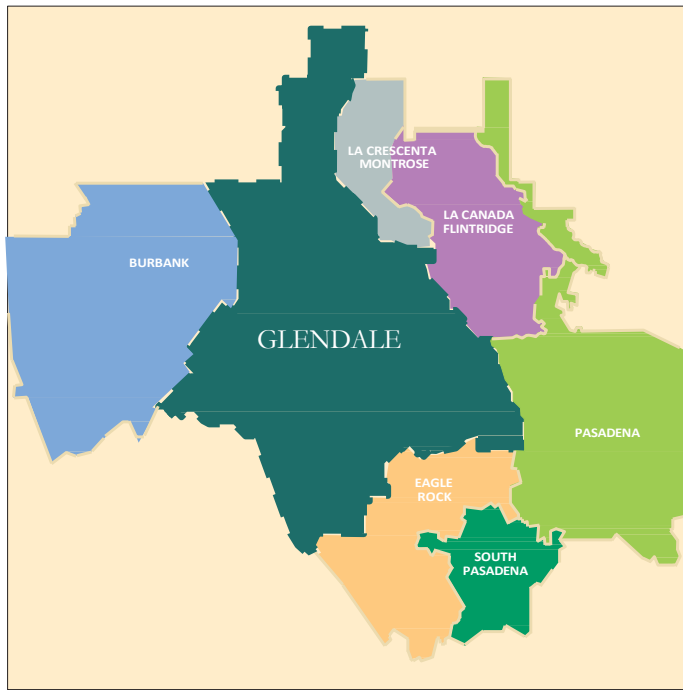 LA CRESCENTA
MONTROSE
LA CANADA
FLINTRIDGE
BURBANK
GLENDALE
PASADENA
EAGLE
ROCK
SOUTH
PASADENA